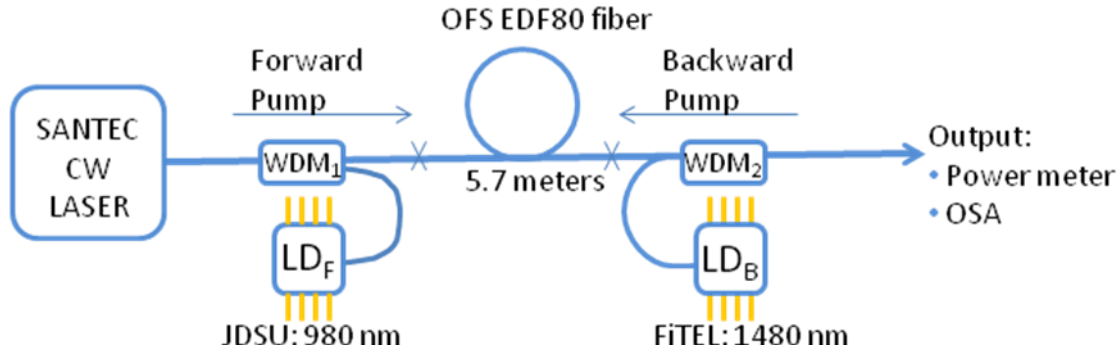 OFS EDF80 fiber
Forward
Pump
Backward
Pump
SANTEC
CW
LASER
WDM1
5.7 meters
WDM2
Output:
• Power meter
• OSA
LDF
LDB
JDSU: 980 nm
FiTEL: 1480 nm